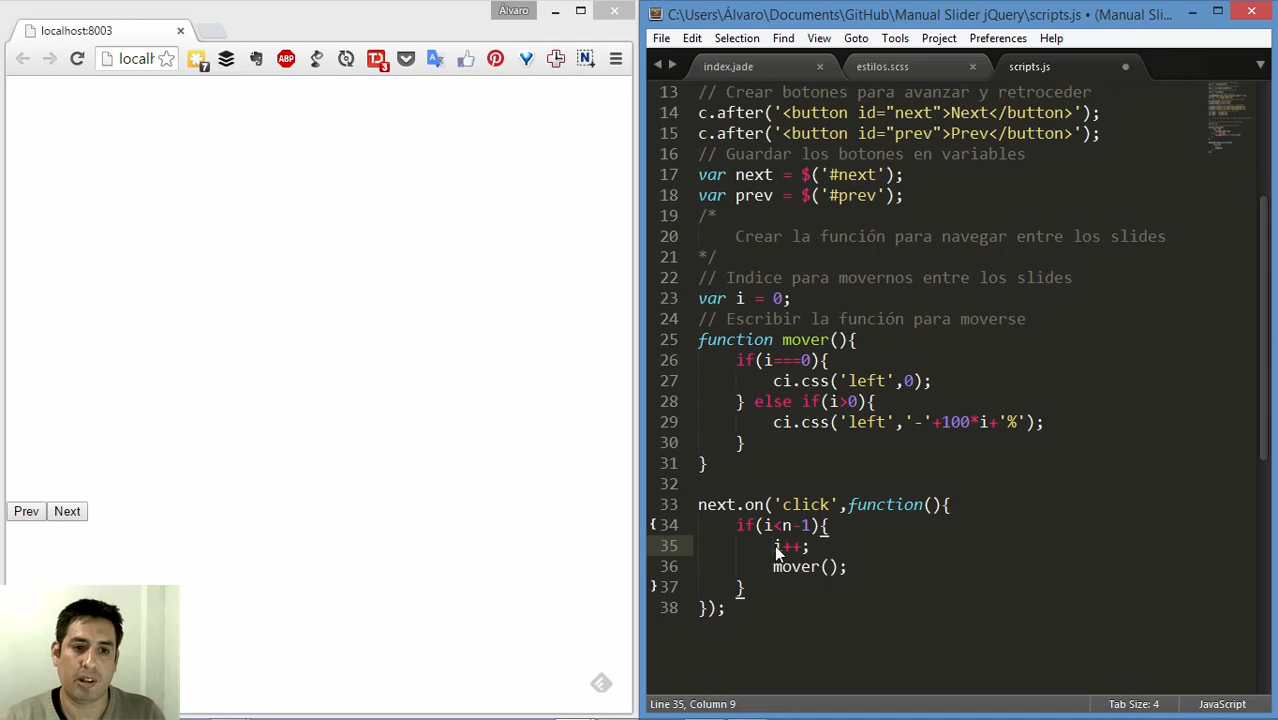 Álvaro
localhost:8003
localh
7
ABP
TD
3
N
Prev
Next
C:\Users\Álvaro\Documents\GitHub\Manual Slider jQuery\scripts.js • (Manual Sli...
File Edit Selection Find View Goto Tools Project Preferences Help
index.jade
estilos.scss
scripts.js
13 // Crear botones para avanzar y retroceder
14 c.after('<button id="next">Next</button>');
15 c.after('<button id="prev">Prev</button>');
16 // Guardar los botones en variables
17 var next = $('#next');
18 var prev = $('#prev');
19 /*
20 Crear la función para navegar entre los slides
21 */
22 // Indice para movernos entre los slides
23 var i = 0;
24 // Escribir la función para moverse
25 function mover(){
26 if(i===0){
27 ci.css('left',0);
28 } else if(i>0){
29 ci.css('left','-'+100*i+'%');
30 }
31 }
32
33 next.on('click',function(){
34 if(i<n-1){
35 i++;
36 mover();
37 }
38 });
Line 35, Column 9
Tab Size: 4
JavaScript